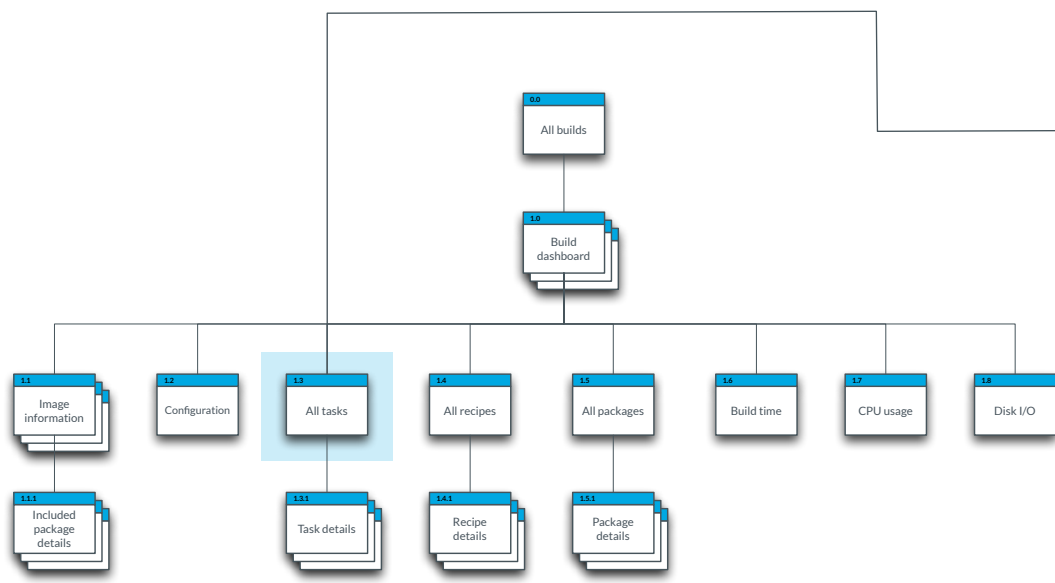 0.0
All builds
1.0
Build
dashboard
1.1
Image
information
1.2
Configuration
1.3
All tasks
1.4
All recipes
1.5
All packages
1.6
Build time
1.7
CPU usage
1.8
Disk I/O
1.1.1
Included
package
details
1.3.1
Task details
1.4.1
Recipe
details
1.5.1
Package
details